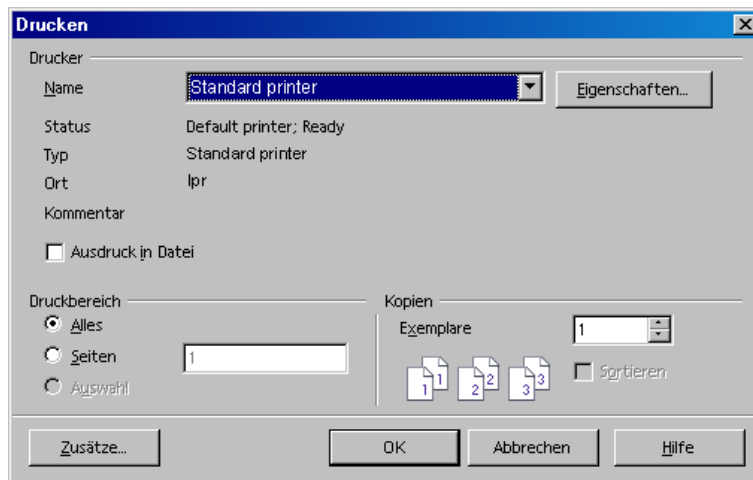 Drucken
Drucker
Name Standard printer Eigenschaften...
Status Default printer; Ready
Typ Standard printer
Ort lpr
Kommentar
Ausdruck in Datei
Druckbereich
Alles
Seiten 1
Auswahl
Kopien
Exemplare 1
1 1 2 2 3 3 Sortieren
Zusätze... OK Abbrechen Hilfe